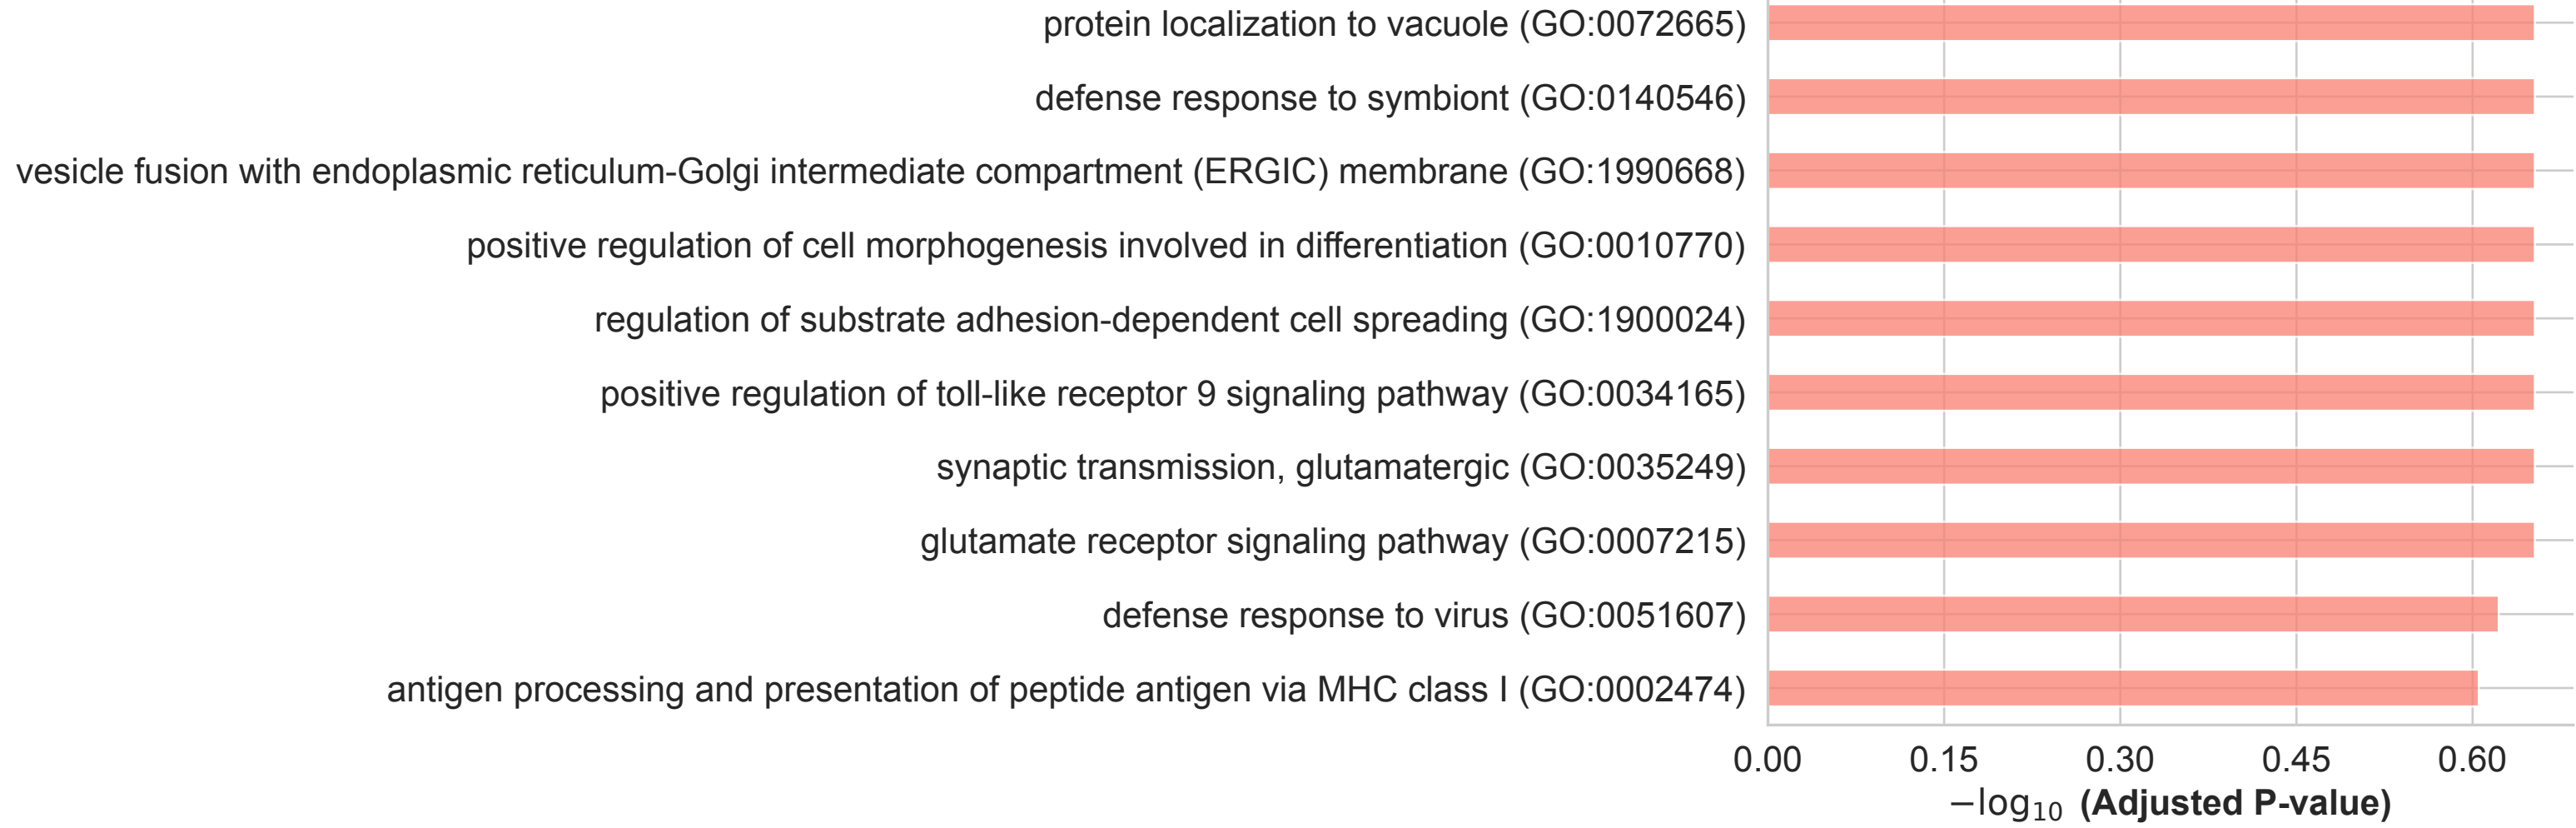 protein localization to vacuole (GO:0072665)
defense response to symbiont (GO:0140546)
vesicle fusion with endoplasmic reticulum-Golgi intermediate compartment (ERGIC) membrane (GO:1990668)
positive regulation of cell morphogenesis involved in differentiation (GO:0010770)
regulation of substrate adhesion-dependent cell spreading (GO:1900024)
positive regulation of toll-like receptor 9 signaling pathway (GO:0034165)
synaptic transmission, glutamatergic (GO:0035249)
glutamate receptor signaling pathway (GO:0007215)
defense response to virus (GO:0051607)
antigen processing and presentation of peptide antigen via MHC class I (GO:0002474)
0.00 0.15 0.30 0.45 0.60
−log₁₀ (Adjusted P-value)